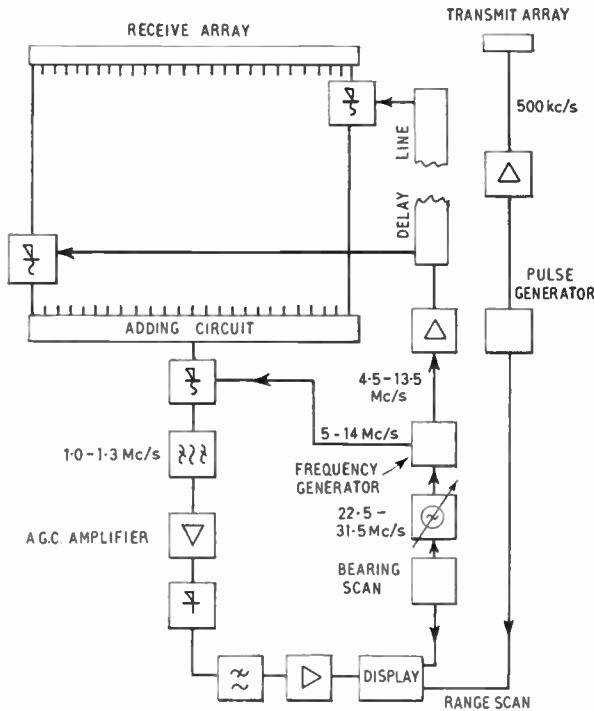 TRANSMIT ARRAY
RECEIVE ARRAY
500 kc/s
LINE
DELAY
PULSE
GENERATOR
ADDING CIRCUIT
4·5-13·5
Mc/s
5-14 Mc/s
1·0-1·3 Mc/s
FREQUENCY
GENERATOR
22·5-
31·5 Mc/s
A.G.C. AMPLIFIER
BEARING
SCAN
DISPLAY
RANGE SCAN